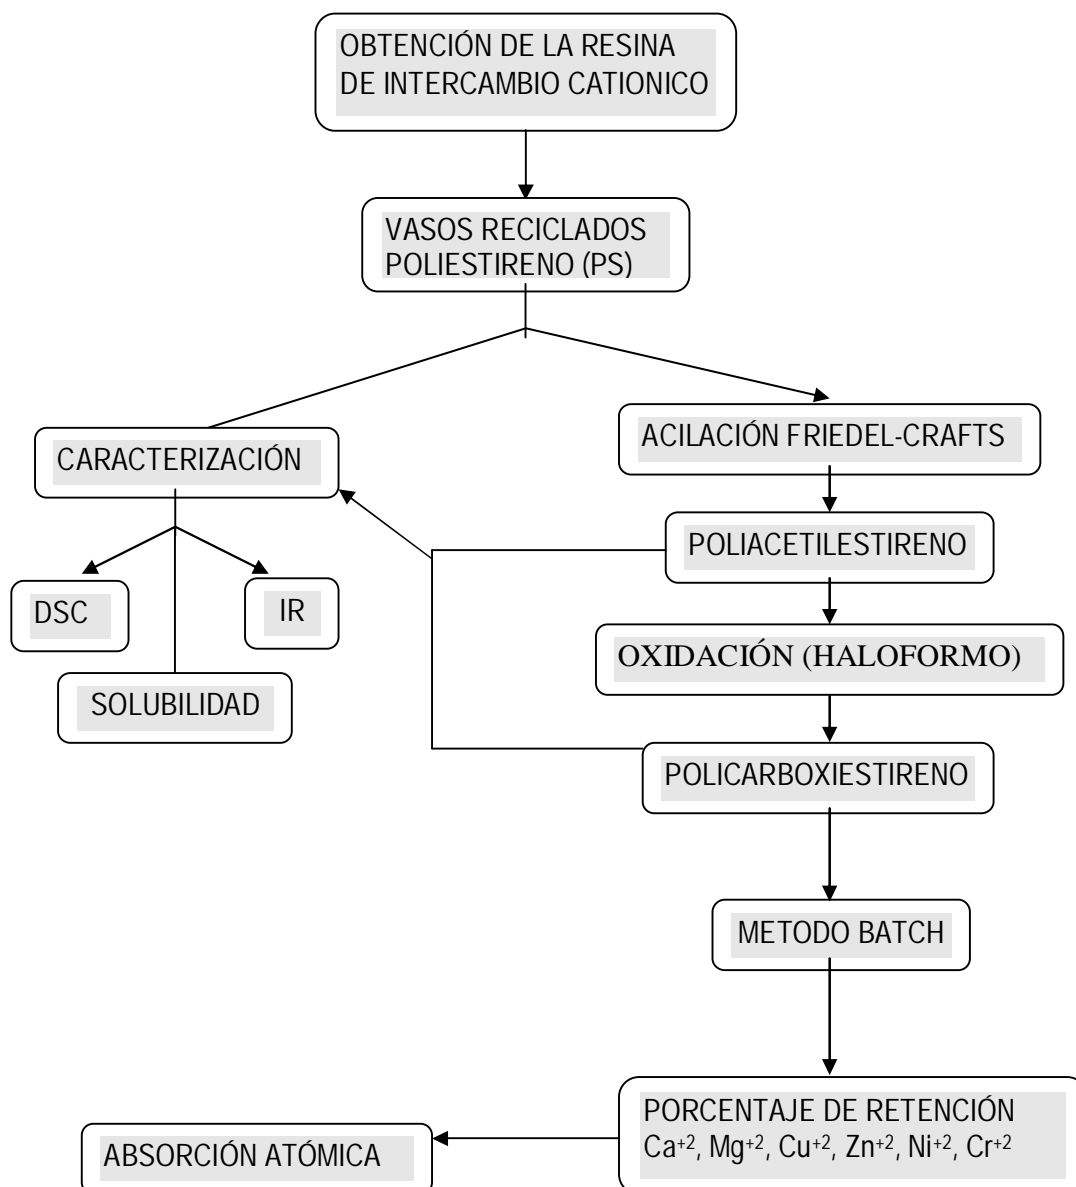 OBTENCIÓN DE LA RESINA
DE INTERCAMBIO CATIONICO
VASOS RECICLADOS
POLIESTIRENO (PS)
CARACTERIZACIÓN
ACILACIÓN FRIEDEL-CRAFTS
POLIACETILESTIRENO
DSC
IR
OXIDACIÓN (HALOFORMO)
SOLUBILIDAD
POLICARBOXIESTIRENO
METODO BATCH
PORCENTAJE DE RETENCIÓN
Ca⁺², Mg⁺², Cu⁺², Zn⁺², Ni⁺², Cr⁺²
ABSORCIÓN ATÓMICA